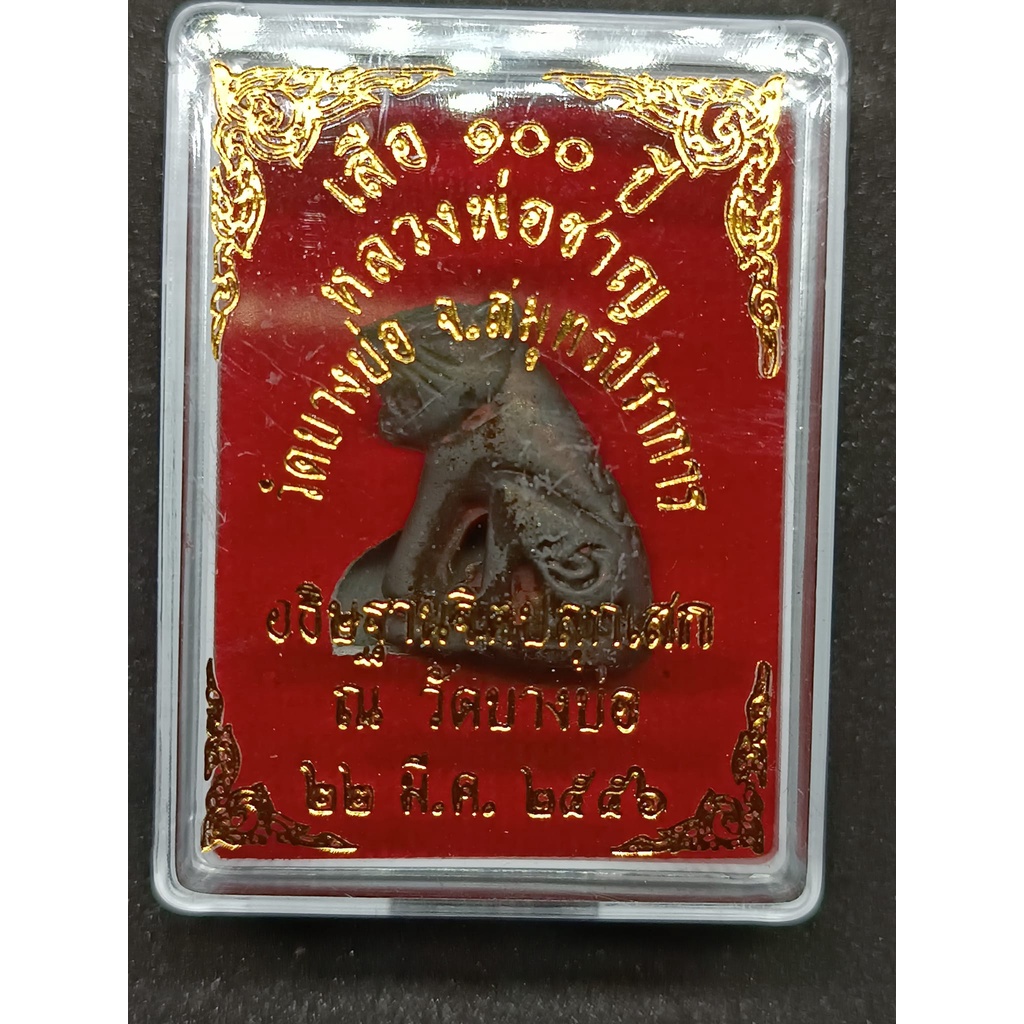 เสือ ๑๐๐ ปี
หลวงพ่อชาญ
วัดบางบ่อ จ.สมุทรปราการ
อธิษฐานจิตปลุกเสก
ณ วัดบางบ่อ
๒๒ มี.ค. ๒๕๕๖